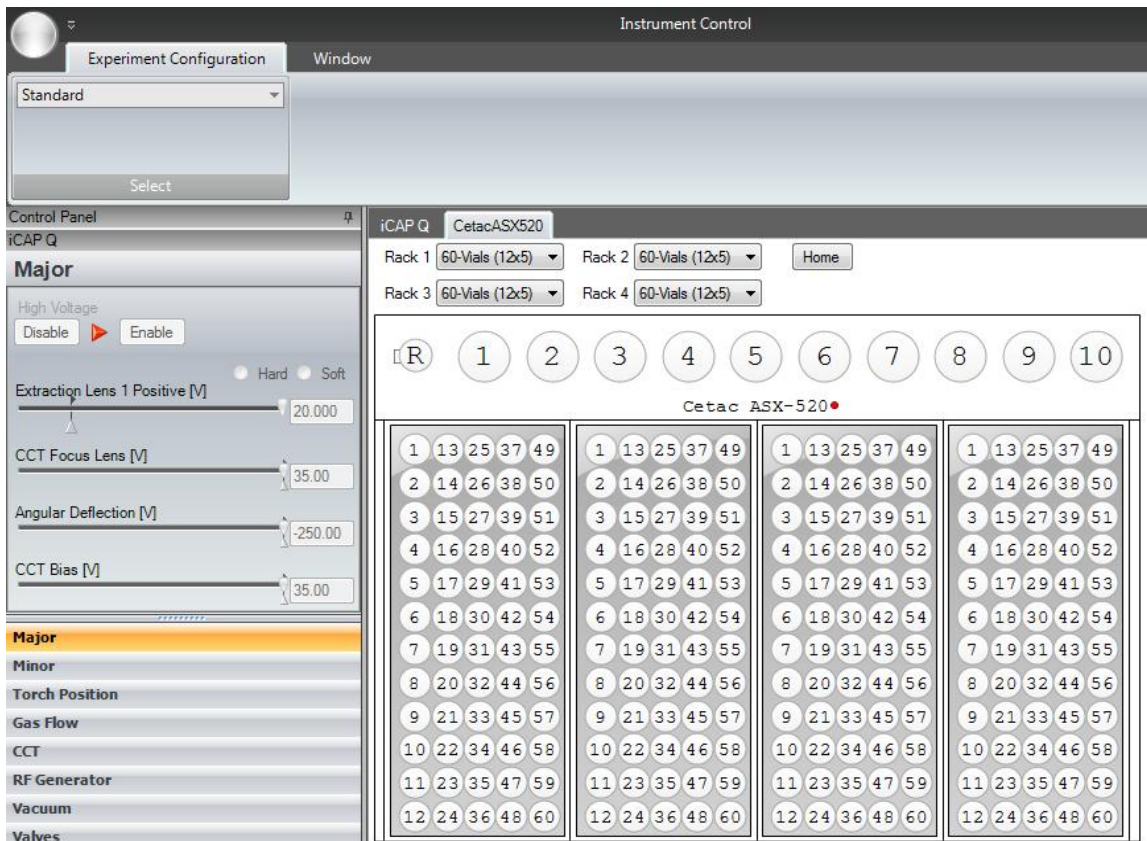 Instrument Control
Experiment Configuration Window
Standard
Select
Control Panel
iCAP Q
Major
High Voltage
Disable Enable
Hard Soft
Extraction Lens 1 Positive [V]
20.000
CCT Focus Lens [V]
35.00
Angular Deflection [V]
-250.00
CCT Bias [V]
35.00
Major
Minor
Torch Position
Gas Flow
CCT
RF Generator
Vacuum
Valves
iCAP Q CetacASX520
Rack 1 60-Vials (12x5) Rack 2 60-Vials (12x5) Home
Rack 3 60-Vials (12x5) Rack 4 60-Vials (12x5)
R 1 2 3 4 5 6 7 8 9 10
Cetac ASX-520
1 13 25 37 49 1 13 25 37 49 1 13 25 37 49 1 13 25 37 49
2 14 26 38 50 2 14 26 38 50 2 14 26 38 50 2 14 26 38 50
3 15 27 39 51 3 15 27 39 51 3 15 27 39 51 3 15 27 39 51
4 16 28 40 52 4 16 28 40 52 4 16 28 40 52 4 16 28 40 52
5 17 29 41 53 5 17 29 41 53 5 17 29 41 53 5 17 29 41 53
6 18 30 42 54 6 18 30 42 54 6 18 30 42 54 6 18 30 42 54
7 19 31 43 55 7 19 31 43 55 7 19 31 43 55 7 19 31 43 55
8 20 32 44 56 8 20 32 44 56 8 20 32 44 56 8 20 32 44 56
9 21 33 45 57 9 21 33 45 57 9 21 33 45 57 9 21 33 45 57
10 22 34 46 58 10 22 34 46 58 10 22 34 46 58 10 22 34 46 58
11 23 35 47 59 11 23 35 47 59 11 23 35 47 59 11 23 35 47 59
12 24 36 48 60 12 24 36 48 60 12 24 36 48 60 12 24 36 48 60